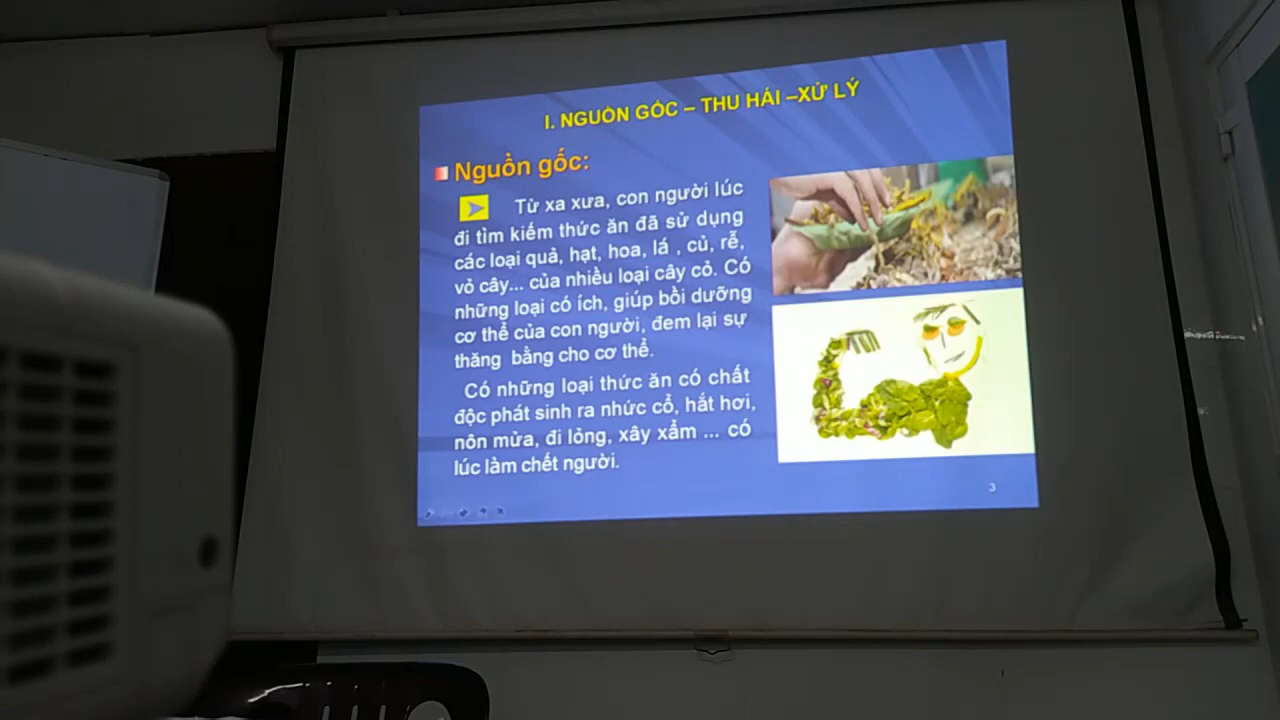 I. NGUỒN GỐC – THU HÁI –XỬ LÝ
Nguồn gốc:
Từ xa xưa, con người lúc
đi tìm kiếm thức ăn đã sử dụng
các loại quả, hạt, hoa, lá , củ, rễ,
vỏ cây... của nhiều loại cây cỏ. Có
những loại có ích, giúp bồi dưỡng
cơ thể của con người, đem lại sự
thăng bằng cho cơ thể.
Có những loại thức ăn có chất
độc phát sinh ra nhức cổ, hắt hơi,
nôn mửa, đi lỏng, xây xẩm ... có
lúc làm chết người.
3